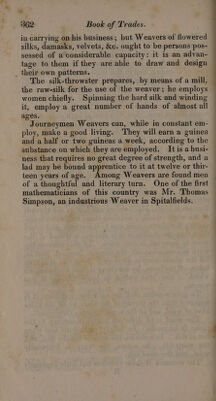 362 Book of Trades.
in carrying on his business; but Weavers of flowered
silks, damasks, velvets, &c. ought to be persons pos-
sessed of a considerable capacity: it is an advan-
tage to them if they are able to draw and design
their own patterns.
The silk-throwster prepares, by means of a mill,
the raw-silk for the use of the weaver; he employs
women chiefly. Spinning the hard silk and winding
it, employ a great number of hands of almost all
ages.
Journeymen Weavers can, while in constant em-
ploy, make a good living. They will earn a guinea
and a half or two guineas a week, according to the
substance on which they are employed. It is a busi-
ness that requires no great degree of strength, and a
lad may be bound apprentice to it at twelve or thir-
teen years of age. Among Weavers are found men
of a thoughtful and literary turn. One of the first
mathematicians of this country was Mr. Thomas
Simpson, an industrious Weaver in Spitalfields.